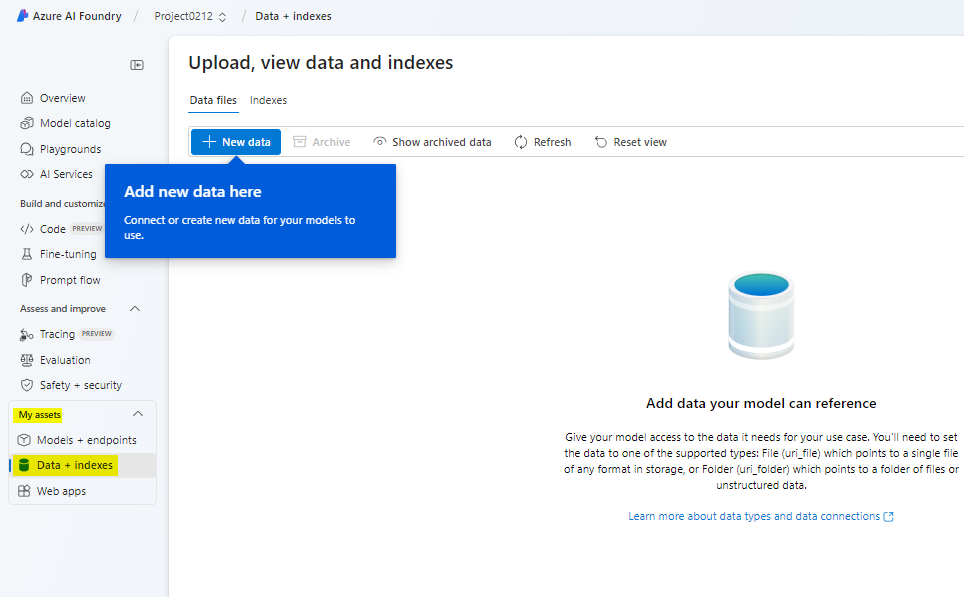 Azure AI Foundry / Project0212 / Data + indexes
Upload, view data and indexes
Data files Indexes
New data Archive Show archived data Refresh Reset view
Add new data here
Connect or create new data for your models to
use.
Overview
Model catalog
Playgrounds
AI Services
Build and customize
Code PREVIEW
Fine-tuning
Prompt flow
Assess and improve
Tracing PREVIEW
Evaluation
Safety + security
My assets
Models + endpoints
Data + indexes
Web apps
Add data your model can reference
Give your model access to the data it needs for your use case. You'll need to set
the data to one of the supported types: File (uri_file) which points to a single file
of any format in storage, or Folder (uri_folder) which points to a folder of files or
unstructured data.
Learn more about data types and data connections